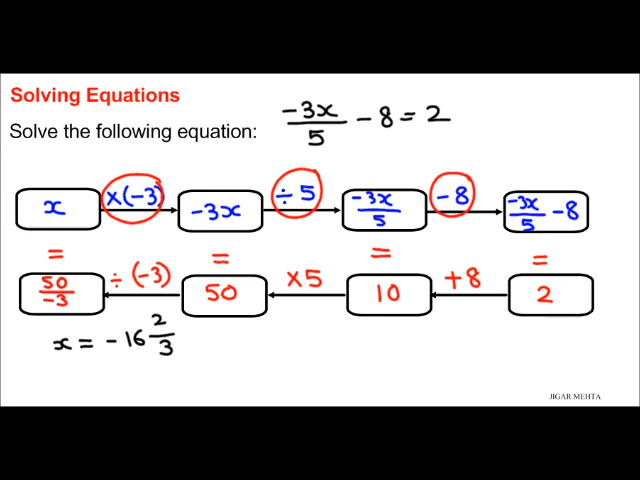 Solving Equations
Solve the following equation: -3x/5 - 8 = 2
x ×(-3) -3x ÷5 -3x/5 -8 -3x/5 - 8
= = = =
50/-3 ÷(-3) 50 ×5 10 +8 2
x = -16 2/3
JIGAR MEHTA